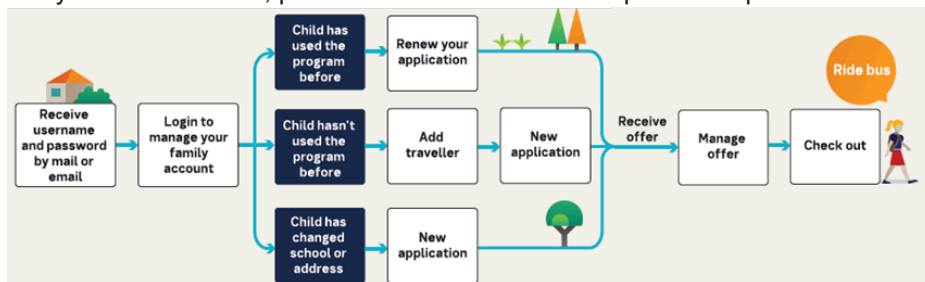 Receive
username
and password
by mail or
email
Login to
manage your
family
account
Child has
used the
program
before
Renew your
application
Child hasn't
used the
program
before
Add
traveller
New
application
Child has
changed
school or
address
New
application
Receive
offer
Manage
offer
Check out
Ride bus